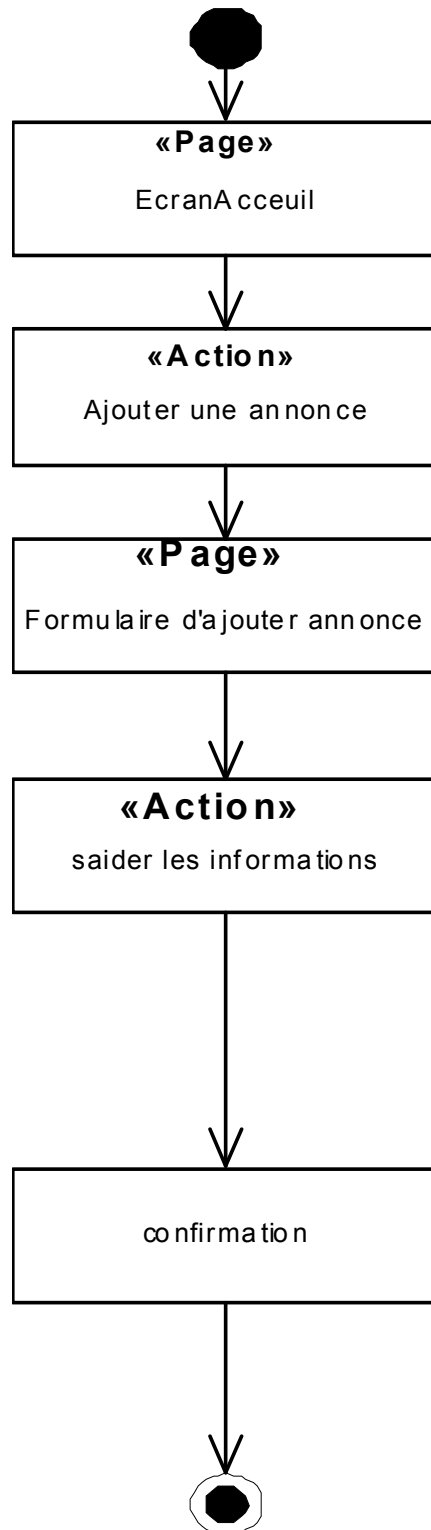 «Page»
EcranAcceuil
«Action»
Ajouter une annonce
«Page»
Formulaire d'ajouter annonce
«Action»
saider les informations
confirmation